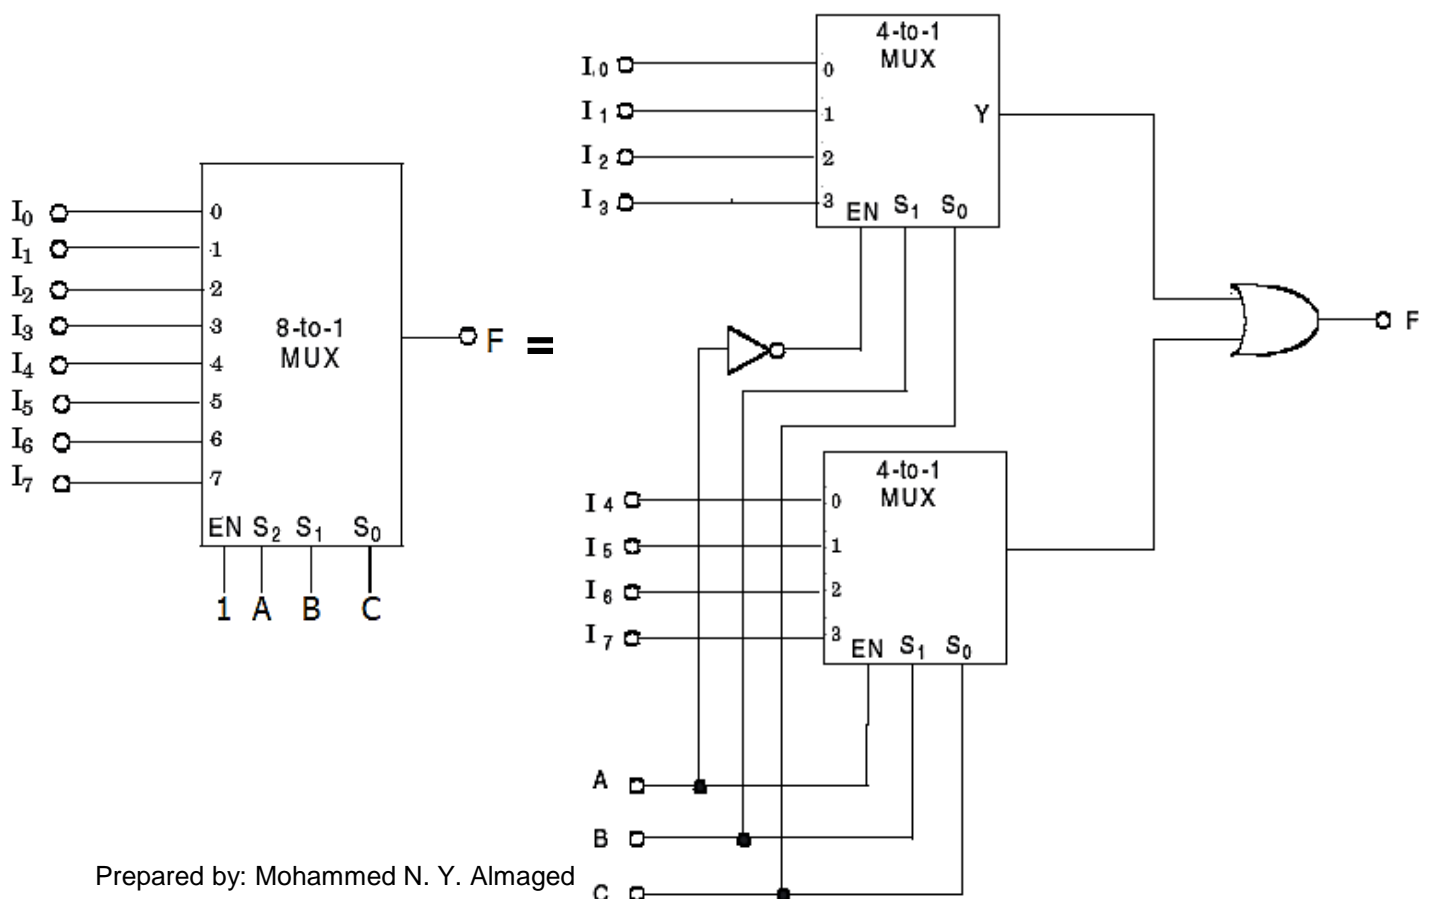 I0 0
I1 1
I2 2
I3 3
I4 4
I5 5
I6 6
I7 7
8-to-1
MUX
EN S2 S1 S0
1 A B C
F =
4-to-1
MUX
I0 0
I1 1
I2 2
I3 3
Y
EN S1 S0
4-to-1
MUX
I4 0
I5 1
I6 2
I7 3
EN S1 S0
F
A
B
C
Prepared by: Mohammed N. Y. Almaged